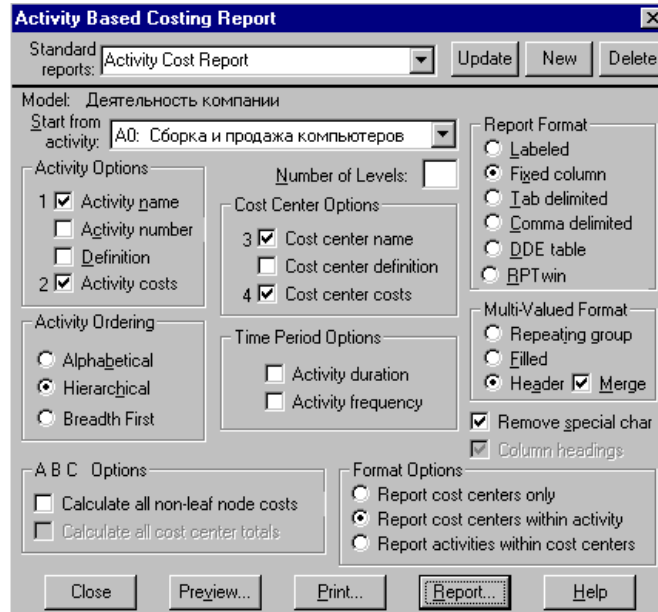 Activity Based Costing Report
Standard reports: Activity Cost Report Update New Delete
Model: Деятельность компании
Start from activity: A0: Сборка и продажа компьютеров
Activity Options
1 Activity name
Activity number
Definition
2 Activity costs
Number of Levels:
Cost Center Options
3 Cost center name
Cost center definition
4 Cost center costs
Report Format
Labeled
Fixed column
Tab delimited
Comma delimited
DDE table
RPTwin
Activity Ordering
Alphabetical
Hierarchical
Breadth First
Time Period Options
Activity duration
Activity frequency
Multi-Valued Format
Repeating group
Filled
Header Merge
Remove special char
Column headings
A B C Options
Calculate all non-leaf node costs
Calculate all cost center totals
Format Options
Report cost centers only
Report cost centers within activity
Report activities within cost centers
Close Preview... Print... Report... Help